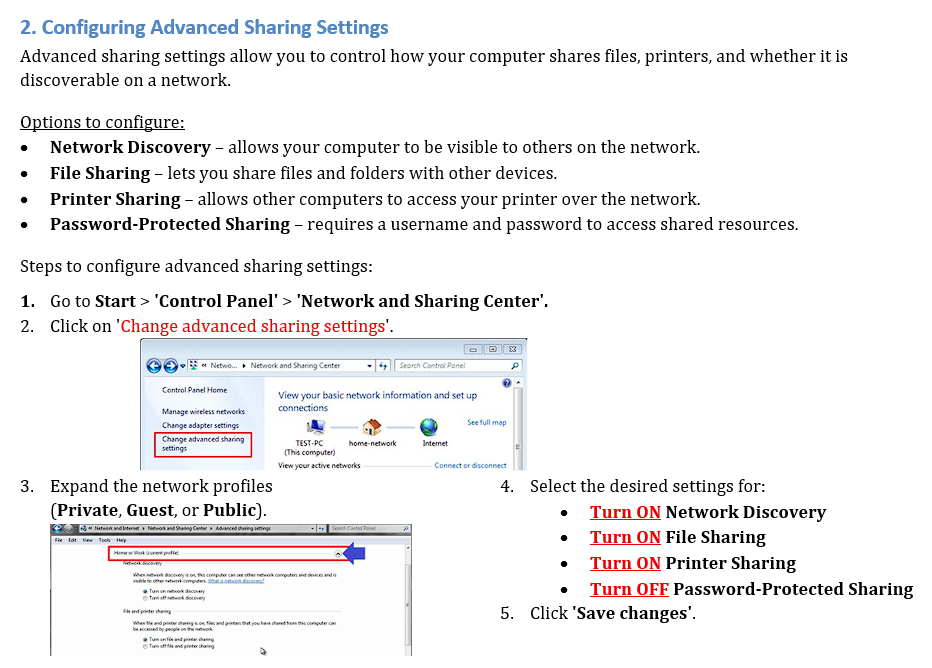 2. Configuring Advanced Sharing Settings
Advanced sharing settings allow you to control how your computer shares files, printers, and whether it is
discoverable on a network.
Options to configure:
• Network Discovery – allows your computer to be visible to others on the network.
• File Sharing – lets you share files and folders with other devices.
• Printer Sharing – allows other computers to access your printer over the network.
• Password-Protected Sharing – requires a username and password to access shared resources.
Steps to configure advanced sharing settings:
1. Go to Start > 'Control Panel' > 'Network and Sharing Center'.
2. Click on 'Change advanced sharing settings'.
« Netwo... ▸ Network and Sharing Center
Search Control Panel
Control Panel Home
Manage wireless networks
Change adapter settings
Change advanced sharing
settings
View your basic network information and set up
connections
See full map
TEST-PC
(This computer)
home-network
Internet
View your active networks
Connect or disconnect
3. Expand the network profiles
(Private, Guest, or Public).
« Network and Internet ▸ Network and Sharing Center ▸ Advanced sharing settings
Search Control Panel
File Edit View Tools Help
Home or Work (current profile)
Network discovery
When network discovery is on, this computer can see other network computers and devices and is
visible to other network computers. What is network discovery?
Turn on network discovery
Turn off network discovery
File and printer sharing
When file and printer sharing is on, files and printers that you have shared from this computer can
be accessed by people on the network.
Turn on file and printer sharing
Turn off file and printer sharing
4. Select the desired settings for:
• Turn ON Network Discovery
• Turn ON File Sharing
• Turn ON Printer Sharing
• Turn OFF Password-Protected Sharing
5. Click 'Save changes'.